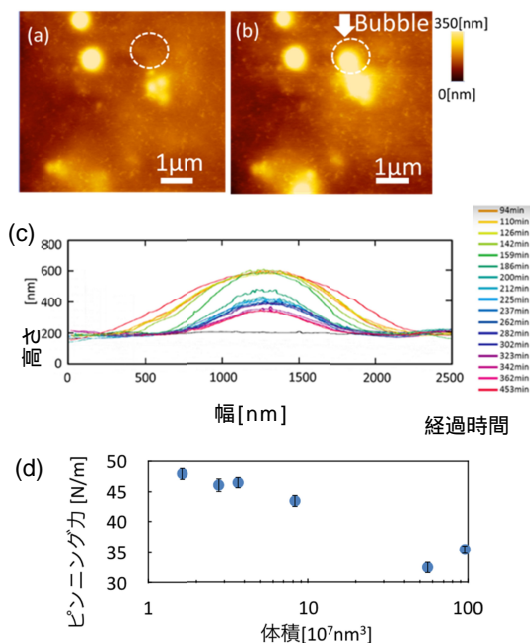 (a)
(b)
Bubble
350[nm]
0[nm]
1μm
1μm
(c)
800
600
400
200
0
[nm]
高さ
0
500
1000
1500
2000
2500
幅[nm]
94min
110min
126min
142min
159min
186min
200min
212min
225min
237min
262min
282min
302min
323min
342min
362min
453min
経過時間
(d)
50
45
40
35
30
ピンニング力 [N/m]
1
10
100
体積[10⁷nm³]